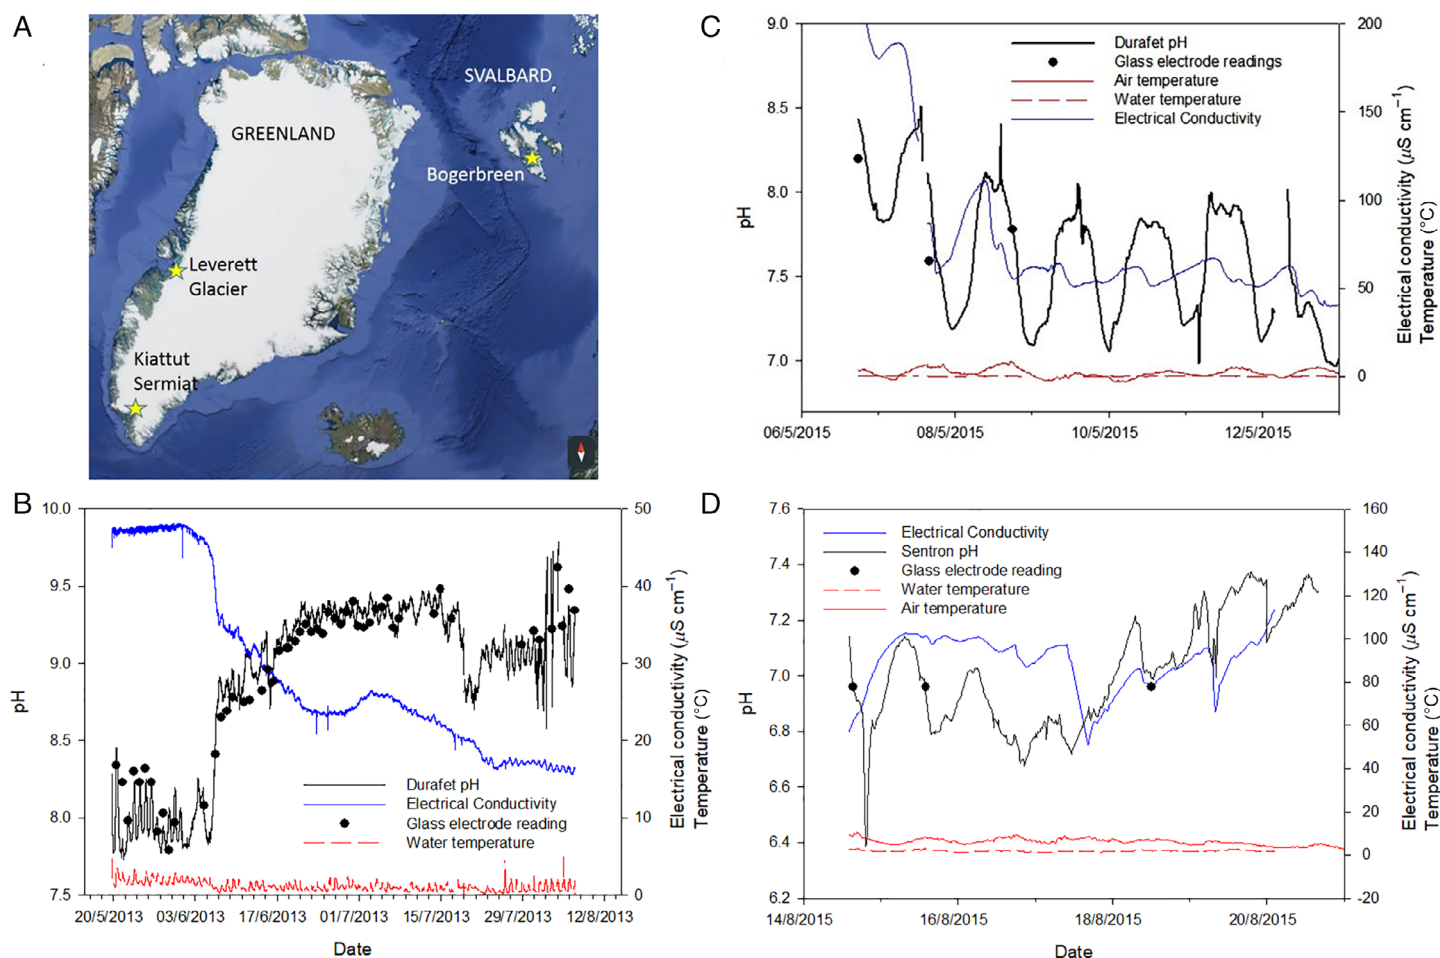 A
SVALBARD
GREENLAND
Bogerbreen
Leverett
Glacier
Kiattut
Sermiat
B
10.0
9.5
9.0
8.5
8.0
7.5
pH
50
40
30
20
10
0
Electrical conductivity (µS cm⁻¹)
Temperature (°C)
Durafet pH
Electrical Conductivity
Glass electrode reading
Water temperature
20/5/2013 03/6/2013 17/6/2013 01/7/2013 15/7/2013 29/7/2013 12/8/2013
Date
C
9.0
8.5
8.0
7.5
7.0
pH
200
150
100
50
0
Electrical conductivity (µS cm⁻¹)
Temperature (°C)
Durafet pH
Glass electrode readings
Air temperature
Water temperature
Electrical Conductivity
06/5/2015 08/5/2015 10/5/2015 12/5/2015
D
7.6
7.4
7.2
7.0
6.8
6.6
6.4
6.2
pH
160
140
120
100
80
60
40
20
0
-20
Electrical conductivity (µS cm⁻¹)
Temperature (°C)
Electrical Conductivity
Sentron pH
Glass electrode reading
Water temperature
Air temperature
14/8/2015 16/8/2015 18/8/2015 20/8/2015
Date